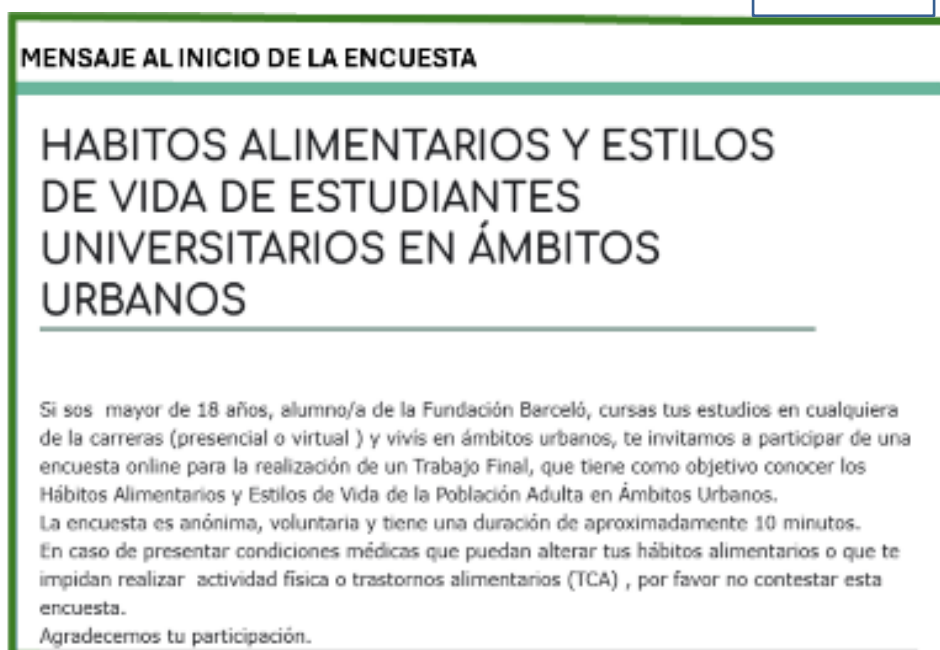 MENSAJE AL INICIO DE LA ENCUESTA
HABITOS ALIMENTARIOS Y ESTILOS
DE VIDA DE ESTUDIANTES
UNIVERSITARIOS EN ÁMBITOS
URBANOS
Si sos mayor de 18 años, alumno/a de la Fundación Barceló, cursas tus estudios en cualquiera
de la carreras (presencial o virtual ) y vivís en ámbitos urbanos, te invitamos a participar de una
encuesta online para la realización de un Trabajo Final, que tiene como objetivo conocer los
Hábitos Alimentarios y Estilos de Vida de la Población Adulta en Ámbitos Urbanos.
La encuesta es anónima, voluntaria y tiene una duración de aproximadamente 10 minutos.
En caso de presentar condiciones médicas que puedan alterar tus hábitos alimentarios o que te
impidan realizar actividad física o trastornos alimentarios (TCA) , por favor no contestar esta
encuesta.
Agradecemos tu participación.